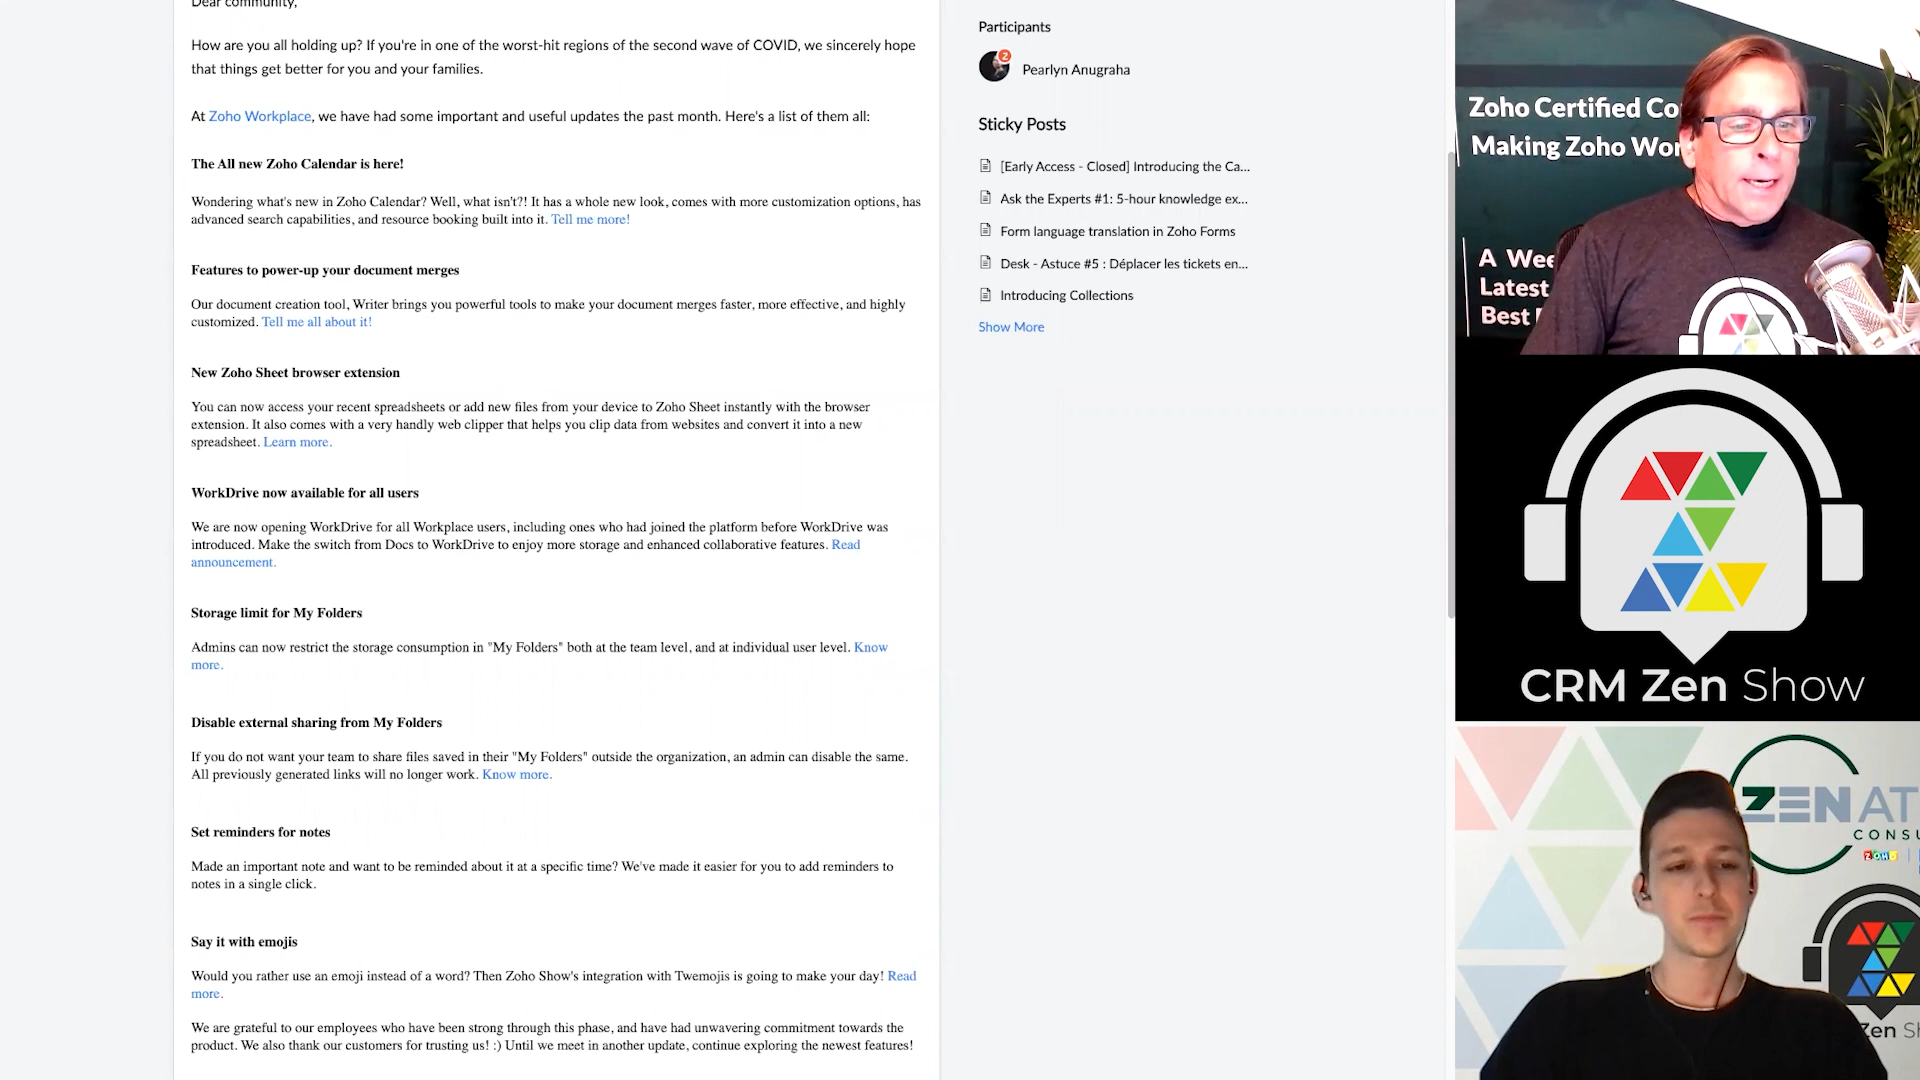 Dear community,
How are you all holding up? If you're in one of the worst-hit regions of the second wave of COVID, we sincerely hope
that things get better for you and your families.
At Zoho Workplace, we have had some important and useful updates the past month. Here's a list of them all:
The All new Zoho Calendar is here!
Wondering what's new in Zoho Calendar? Well, what isn't?! It has a whole new look, comes with more customization options, has
advanced search capabilities, and resource booking built into it. Tell me more!
Features to power-up your document merges
Our document creation tool, Writer brings you powerful tools to make your document merges faster, more effective, and highly
customized. Tell me all about it!
New Zoho Sheet browser extension
You can now access your recent spreadsheets or add new files from your device to Zoho Sheet instantly with the browser
extension. It also comes with a very handly web clipper that helps you clip data from websites and convert it into a new
spreadsheet. Learn more.
WorkDrive now available for all users
We are now opening WorkDrive for all Workplace users, including ones who had joined the platform before WorkDrive was
introduced. Make the switch from Docs to WorkDrive to enjoy more storage and enhanced collaborative features. Read
announcement.
Storage limit for My Folders
Admins can now restrict the storage consumption in "My Folders" both at the team level, and at individual user level. Know
more.
Disable external sharing from My Folders
If you do not want your team to share files saved in their "My Folders" outside the organization, an admin can disable the same.
All previously generated links will no longer work. Know more.
Set reminders for notes
Made an important note and want to be reminded about it at a specific time? We've made it easier for you to add reminders to
notes in a single click.
Say it with emojis
Would you rather use an emoji instead of a word? Then Zoho Show's integration with Twemojis is going to make your day! Read
more.
We are grateful to our employees who have been strong through this phase, and have had unwavering commitment towards the
product. We also thank our customers for trusting us! :) Until we meet in another update, continue exploring the newest features!
Participants
2
Pearlyn Anugraha
Sticky Posts
[Early Access - Closed] Introducing the Ca...
Ask the Experts #1: 5-hour knowledge ex...
Form language translation in Zoho Forms
Desk - Astuce #5 : Déplacer les tickets en...
Introducing Collections
Show More
Zoho Certified Co
Making Zoho Wor
A Wee
Latest
Best
CRM Zen Show
ZENAT
CONSU
ZOHO
Zen Sh